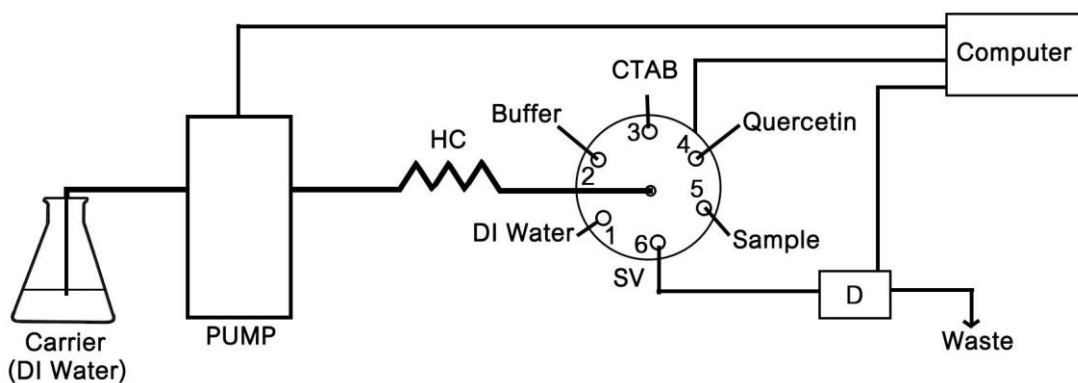 Computer
CTAB
Buffer
Quercetin
HC
3
4
2
5
DI Water
1
6
Sample
SV
D
PUMP
Waste
Carrier
(DI Water)